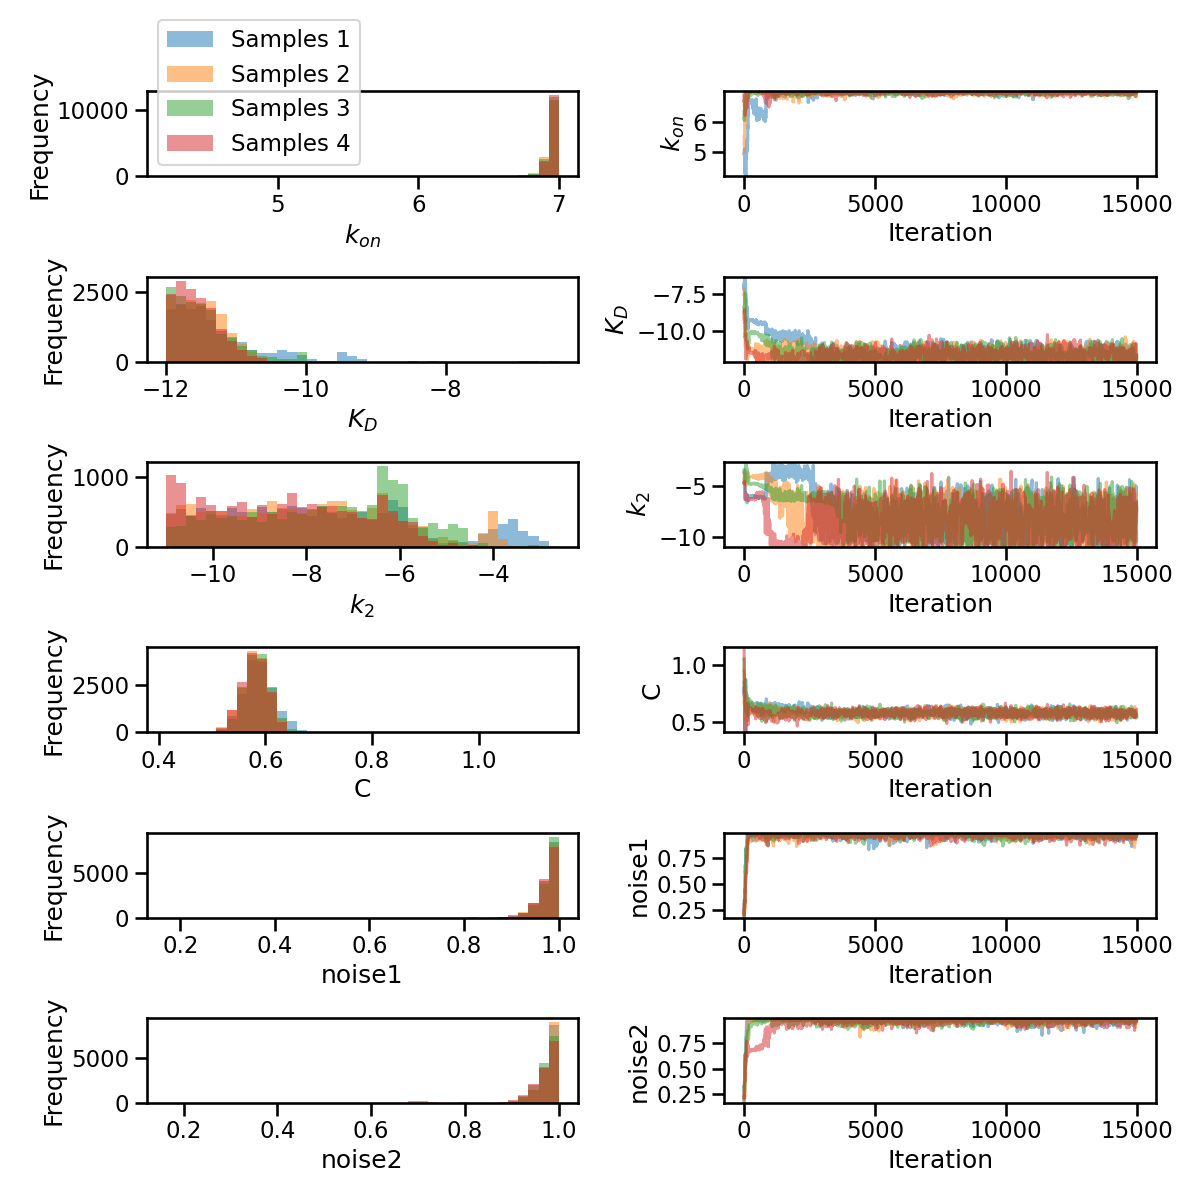 Samples 1
Samples 2
Samples 3
Samples 4
Frequency
10000
0
5 6 7
k_on
k_on
6
5
0 5000 10000 15000
Iteration
Frequency
2500
0
−12 −10 −8
K_D
K_D
−7.5
−10.0
0 5000 10000 15000
Iteration
Frequency
1000
0
−10 −8 −6 −4
k_2
k_2
−5
−10
0 5000 10000 15000
Iteration
Frequency
2500
0
0.4 0.6 0.8 1.0
C
C
1.0
0.5
0 5000 10000 15000
Iteration
Frequency
5000
0
0.2 0.4 0.6 0.8 1.0
noise1
noise1
0.75
0.50
0.25
0 5000 10000 15000
Iteration
Frequency
5000
0
0.2 0.4 0.6 0.8 1.0
noise2
noise2
0.75
0.50
0.25
0 5000 10000 15000
Iteration